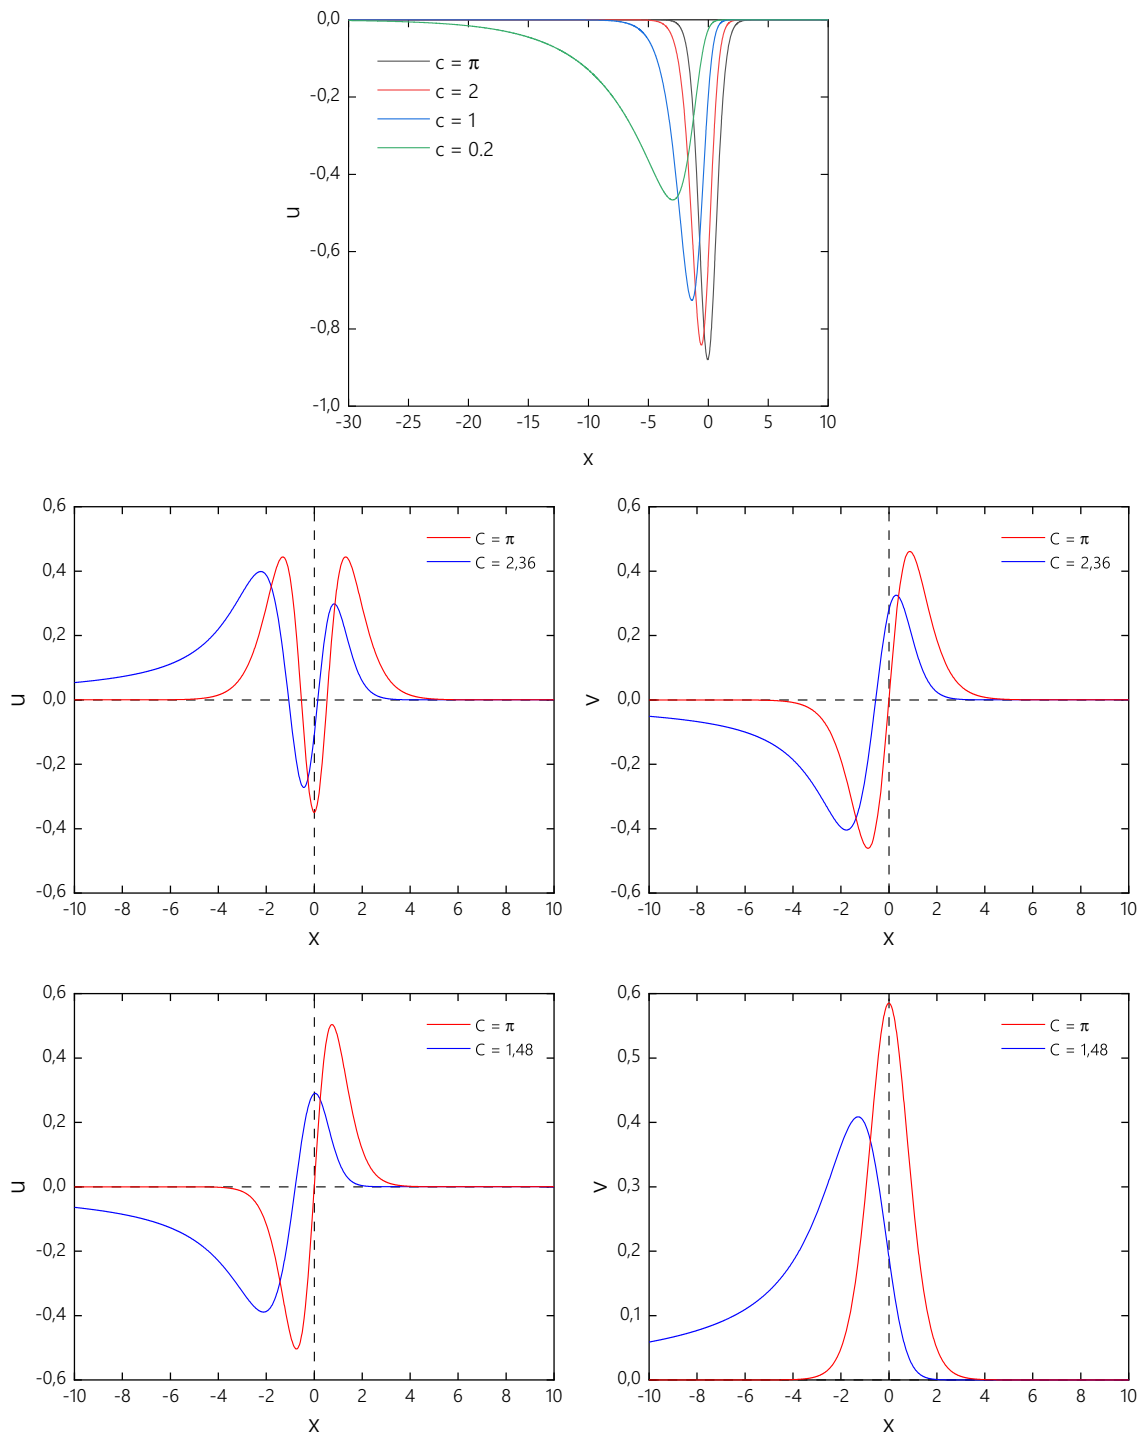 0,0
-0,2
-0,4
-0,6
-0,8
-1,0
u
c = π
c = 2
c = 1
c = 0.2
-30 -25 -20 -15 -10 -5 0 5 10
x
0,6
0,4
0,2
0,0
-0,2
-0,4
-0,6
u
C = π
C = 2,36
-10 -8 -6 -4 -2 0 2 4 6 8 10
x
0,6
0,4
0,2
0,0
-0,2
-0,4
-0,6
v
C = π
C = 2,36
-10 -8 -6 -4 -2 0 2 4 6 8 10
x
0,6
0,4
0,2
0,0
-0,2
-0,4
-0,6
u
C = π
C = 1,48
-10 -8 -6 -4 -2 0 2 4 6 8 10
x
0,6
0,5
0,4
0,3
0,2
0,1
0,0
v
C = π
C = 1,48
-10 -8 -6 -4 -2 0 2 4 6 8 10
x